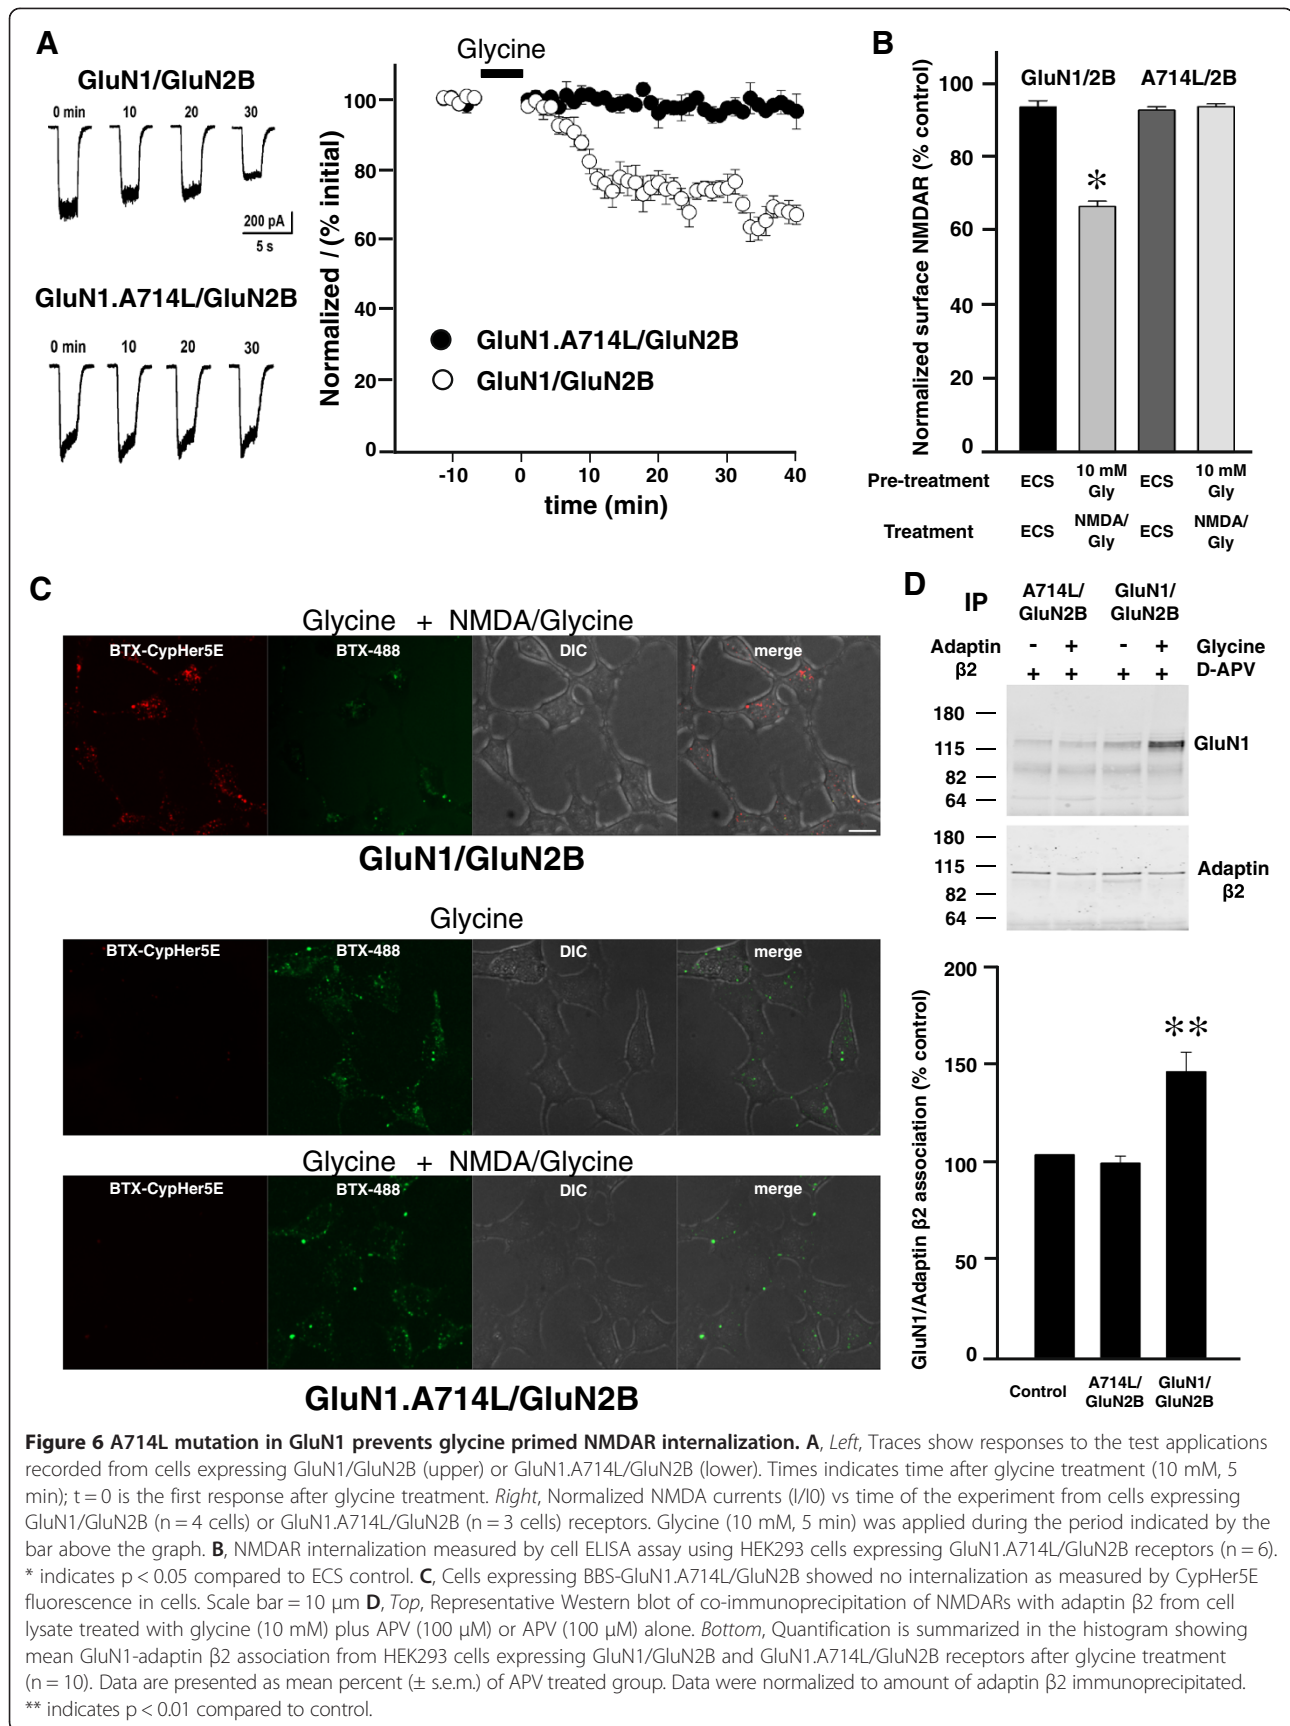 A
GluN1/GluN2B
0 min 10 20 30
200 pA
5 s
GluN1.A714L/GluN2B
0 min 10 20 30
Glycine
Normalized I (% initial)
100
80
60
40
20
0
GluN1.A714L/GluN2B
GluN1/GluN2B
-10 0 10 20 30 40
time (min)
B
Normalized surface NMDAR (% control)
100
80
60
40
20
0
GluN1/2B A714L/2B
*
Pre-treatment ECS 10 mM Gly ECS 10 mM Gly
Treatment ECS NMDA/Gly ECS NMDA/Gly
C
Glycine + NMDA/Glycine
BTX-CypHer5E BTX-488 DIC merge
GluN1/GluN2B
Glycine
BTX-CypHer5E BTX-488 DIC merge
Glycine + NMDA/Glycine
BTX-CypHer5E BTX-488 DIC merge
GluN1.A714L/GluN2B
D
IP
A714L/GluN2B GluN1/GluN2B
Adaptin β2
- + - + Glycine
+ + + + D-APV
180
115
82
64
GluN1
180
115
82
64
Adaptin β2
GluN1/Adaptin β2 association (% control)
200
150
100
50
0
**
Control A714L/GluN2B GluN1/GluN2B
Figure 6 A714L mutation in GluN1 prevents glycine primed NMDAR internalization. A, Left, Traces show responses to the test applications
recorded from cells expressing GluN1/GluN2B (upper) or GluN1.A714L/GluN2B (lower). Times indicates time after glycine treatment (10 mM, 5
min); t = 0 is the first response after glycine treatment. Right, Normalized NMDA currents (I/I0) vs time of the experiment from cells expressing
GluN1/GluN2B (n = 4 cells) or GluN1.A714L/GluN2B (n = 3 cells) receptors. Glycine (10 mM, 5 min) was applied during the period indicated by the
bar above the graph. B, NMDAR internalization measured by cell ELISA assay using HEK293 cells expressing GluN1.A714L/GluN2B receptors (n = 6).
* indicates p < 0.05 compared to ECS control. C, Cells expressing BBS-GluN1.A714L/GluN2B showed no internalization as measured by CypHer5E
fluorescence in cells. Scale bar = 10 μm D, Top, Representative Western blot of co-immunoprecipitation of NMDARs with adaptin β2 from cell
lysate treated with glycine (10 mM) plus APV (100 μM) or APV (100 μM) alone. Bottom, Quantification is summarized in the histogram showing
mean GluN1-adaptin β2 association from HEK293 cells expressing GluN1/GluN2B and GluN1.A714L/GluN2B receptors after glycine treatment
(n = 10). Data are presented as mean percent (± s.e.m.) of APV treated group. Data were normalized to amount of adaptin β2 immunoprecipitated.
** indicates p < 0.01 compared to control.